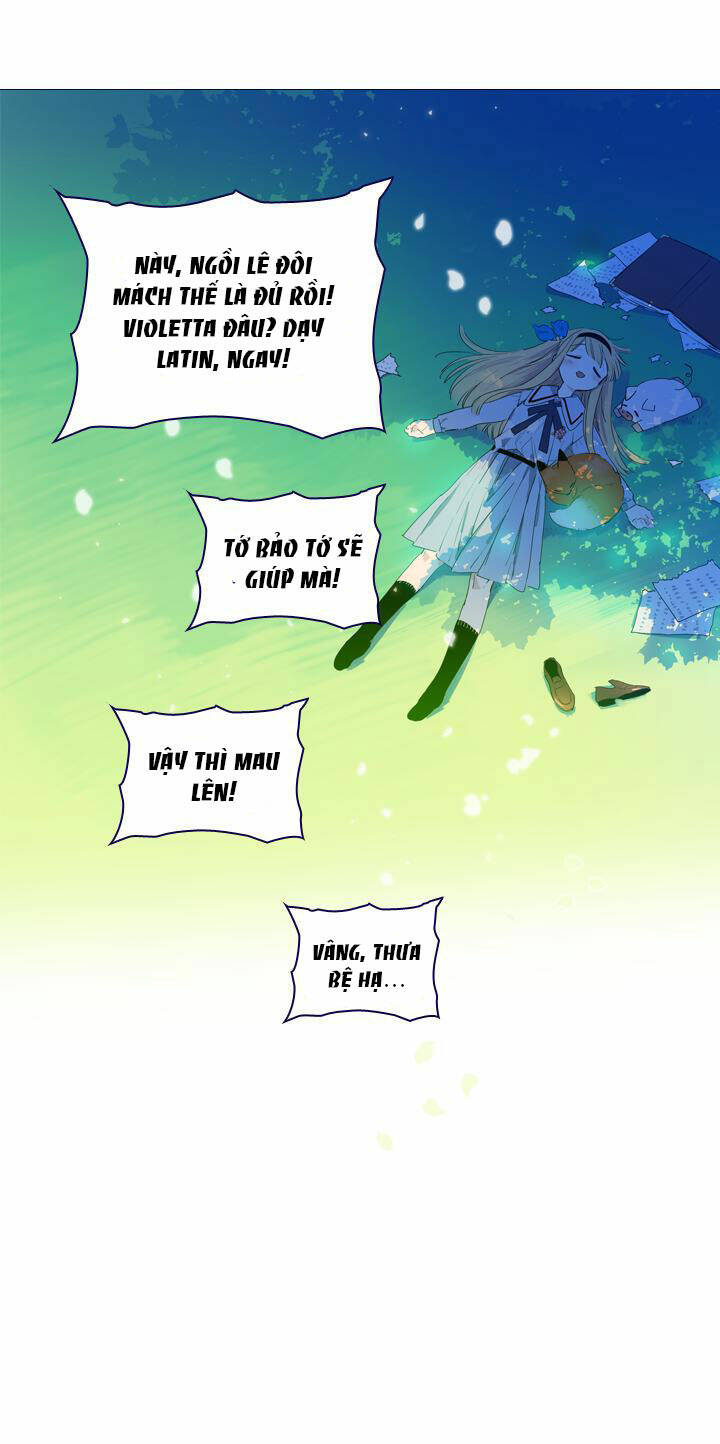 NÀY, NGỒI LÊ ĐÔI
MÁCH THẾ LÀ ĐỦ RỒI!
VIOLETTA ĐÂU? DẠY
LATIN, NGAY!
TỚ BẢO TỚ SẼ
GIÚP MÀ!
VẬY THÌ MAU
LÊN!
VÂNG, THƯA
BỆ HẠ...